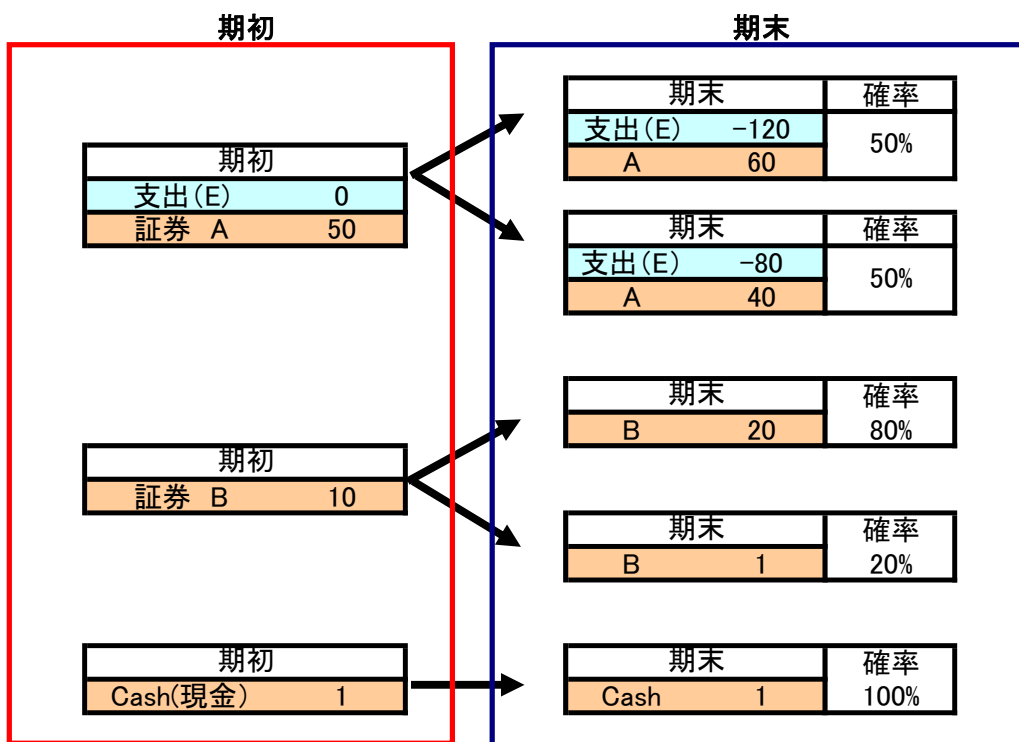 期初
期末
期初
支出(E) 0
証券 A 50
期末 確率
支出(E) -120
50%
A 60
期末 確率
支出(E) -80
50%
A 40
期初
証券 B 10
期末 確率
B 20 80%
期末 確率
B 1 20%
期初
Cash(現金) 1
期末 確率
Cash 1 100%